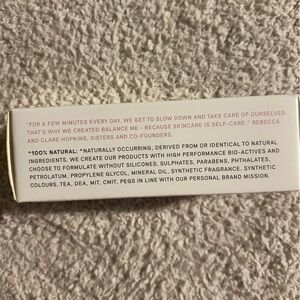 "FOR A FEW MINUTES EVERY DAY, WE GET TO SLOW DOWN AND TAKE CARE OF OURSELVES
THAT'S WHY WE CREATED BALANCE ME – BECAUSE SKINCARE IS SELF-CARE." REBECCA
AND CLARE HOPKINS, SISTERS AND CO-FOUNDERS.
*100% NATURAL: *NATURALLY OCCURRING, DERIVED FROM OR IDENTICAL TO NATURAL
INGREDIENTS. WE CREATE OUR PRODUCTS WITH HIGH PERFORMANCE BIO-ACTIVES AND
CHOOSE TO FORMULATE WITHOUT SILICONES, SULPHATES, PARABENS, PHTHALATES,
PETROLATUM, PROPYLENE GLYCOL, MINERAL OIL, SYNTHETIC FRAGRANCE, SYNTHETIC
COLOURS, TEA, DEA, MIT, CMIT, PEGS IN LINE WITH OUR PERSONAL BRAND MISSION.